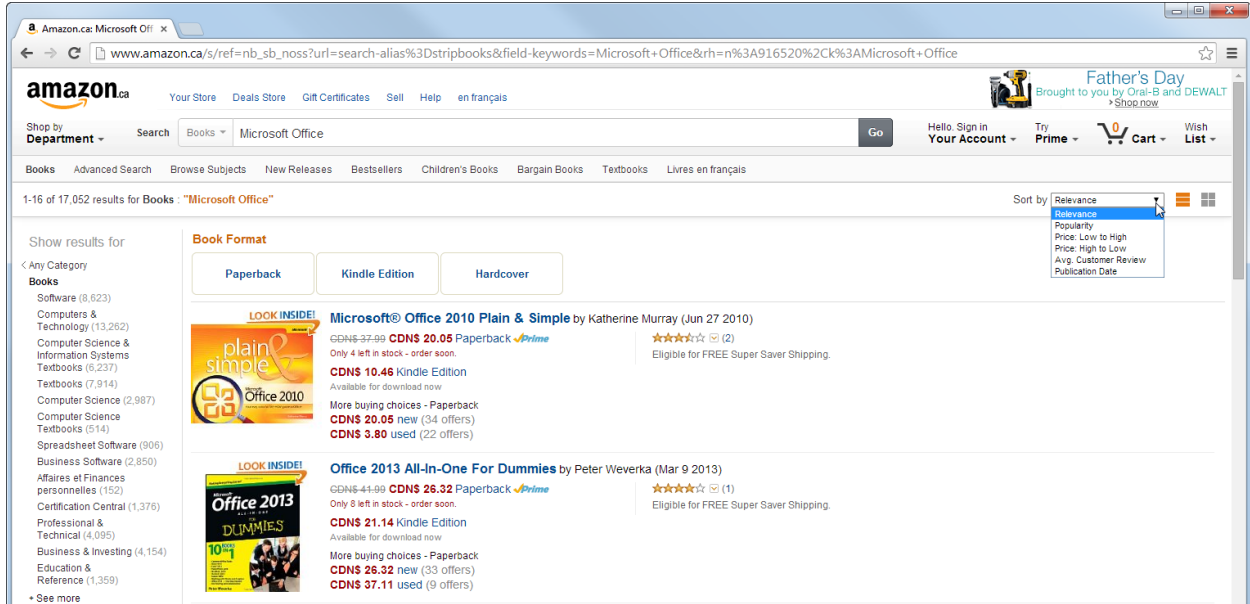 Amazon.ca: Microsoft Off
www.amazon.ca/s/ref=nb_sb_noss?url=search-alias%3Dstripbooks&field-keywords=Microsoft+Office&rh=n%3A916520%2Ck%3AMicrosoft+Office
amazon.ca
Your Store Deals Store Gift Certificates Sell Help en français
Father's Day
Brought to you by Oral-B and DEWALT
› Shop now
Shop by
Department
Search Books Microsoft Office Go
Hello. Sign in
Your Account
Try
Prime
0
Cart
Wish
List
Books Advanced Search Browse Subjects New Releases Bestsellers Children's Books Bargain Books Textbooks Livres en français
1-16 of 17,052 results for Books : "Microsoft Office"
Sort by Relevance
Relevance
Popularity
Price: Low to High
Price: High to Low
Avg. Customer Review
Publication Date
Show results for
< Any Category
Books
Software (8,623)
Computers &
Technology (13,262)
Computer Science &
Information Systems
Textbooks (6,237)
Textbooks (7,914)
Computer Science (2,987)
Computer Science
Textbooks (514)
Spreadsheet Software (906)
Business Software (2,850)
Affaires et Finances
personnelles (152)
Certification Central (1,376)
Professional &
Technical (4,095)
Business & Investing (4,154)
Education &
Reference (1,359)
+ See more
Book Format
Paperback Kindle Edition Hardcover
LOOK INSIDE!
plain &
simple
Microsoft
Office 2010
Microsoft® Office 2010 Plain & Simple by Katherine Murray (Jun 27 2010)
CDN$ 37.99 CDN$ 20.05 Paperback Prime
Only 4 left in stock - order soon.
CDN$ 10.46 Kindle Edition
Available for download now
More buying choices - Paperback
CDN$ 20.05 new (34 offers)
CDN$ 3.80 used (22 offers)
(2)
Eligible for FREE Super Saver Shipping.
LOOK INSIDE!
Microsoft
Office 2013
ALL-IN-ONE
FOR
DUMMIES
10 BOOKS IN 1
Peter Weverka
Office 2013 All-In-One For Dummies by Peter Weverka (Mar 9 2013)
CDN$ 41.99 CDN$ 26.32 Paperback Prime
Only 8 left in stock - order soon.
CDN$ 21.14 Kindle Edition
Available for download now
More buying choices - Paperback
CDN$ 26.32 new (33 offers)
CDN$ 37.11 used (9 offers)
(1)
Eligible for FREE Super Saver Shipping.